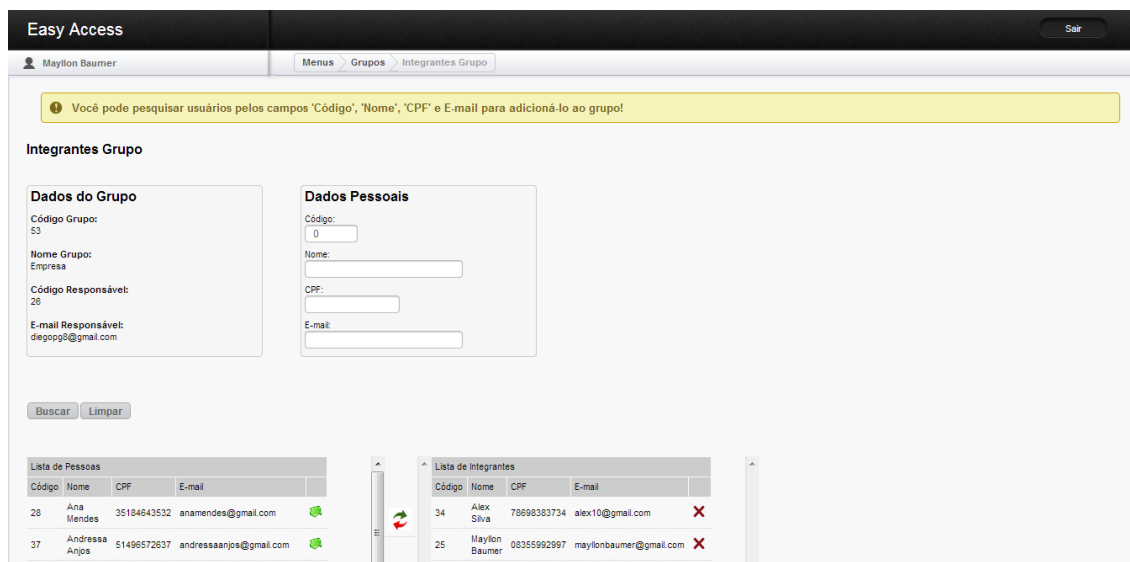 Easy Access
Sair
Mayllon Baumer
Menus Grupos Integrantes Grupo
Você pode pesquisar usuários pelos campos 'Código', 'Nome', 'CPF' e E-mail para adicioná-lo ao grupo!
Integrantes Grupo
Dados do Grupo
Código Grupo:
53
Nome Grupo:
Empresa
Código Responsável:
26
E-mail Responsável:
diegopg8@gmail.com
Dados Pessoais
Código:
0
Nome:
CPF:
E-mail:
Buscar Limpar
Lista de Pessoas
Código Nome CPF E-mail
28 Ana Mendes 35184643532 anamendes@gmail.com
37 Andressa Anjos 51496572637 andressaanjos@gmail.com
Lista de Integrantes
Código Nome CPF E-mail
34 Alex Silva 78698383734 alex10@gmail.com
25 Mayllon Baumer 08355992997 mayllonbaumer@gmail.com